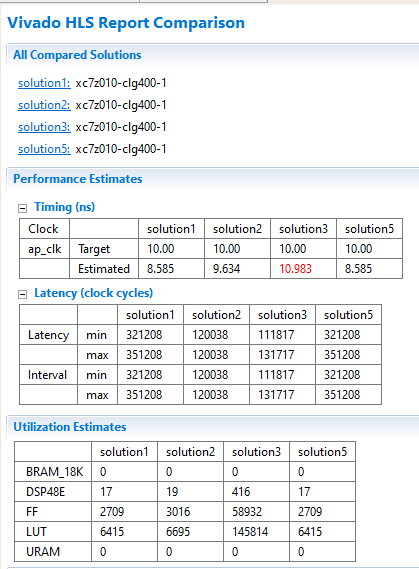 Vivado HLS Report Comparison
All Compared Solutions
solution1: xc7z010-clg400-1
solution2: xc7z010-clg400-1
solution3: xc7z010-clg400-1
solution5: xc7z010-clg400-1
Performance Estimates
Timing (ns)
Clock solution1 solution2 solution3 solution5
ap_clk Target 10.00 10.00 10.00 10.00
Estimated 8.585 9.634 10.983 8.585
Latency (clock cycles)
solution1 solution2 solution3 solution5
Latency min 321208 120038 111817 321208
max 351208 120038 131717 351208
Interval min 321208 120038 111817 321208
max 351208 120038 131717 351208
Utilization Estimates
solution1 solution2 solution3 solution5
BRAM_18K 0 0 0 0
DSP48E 17 19 416 17
FF 2709 3016 58932 2709
LUT 6415 6695 145814 6415
URAM 0 0 0 0